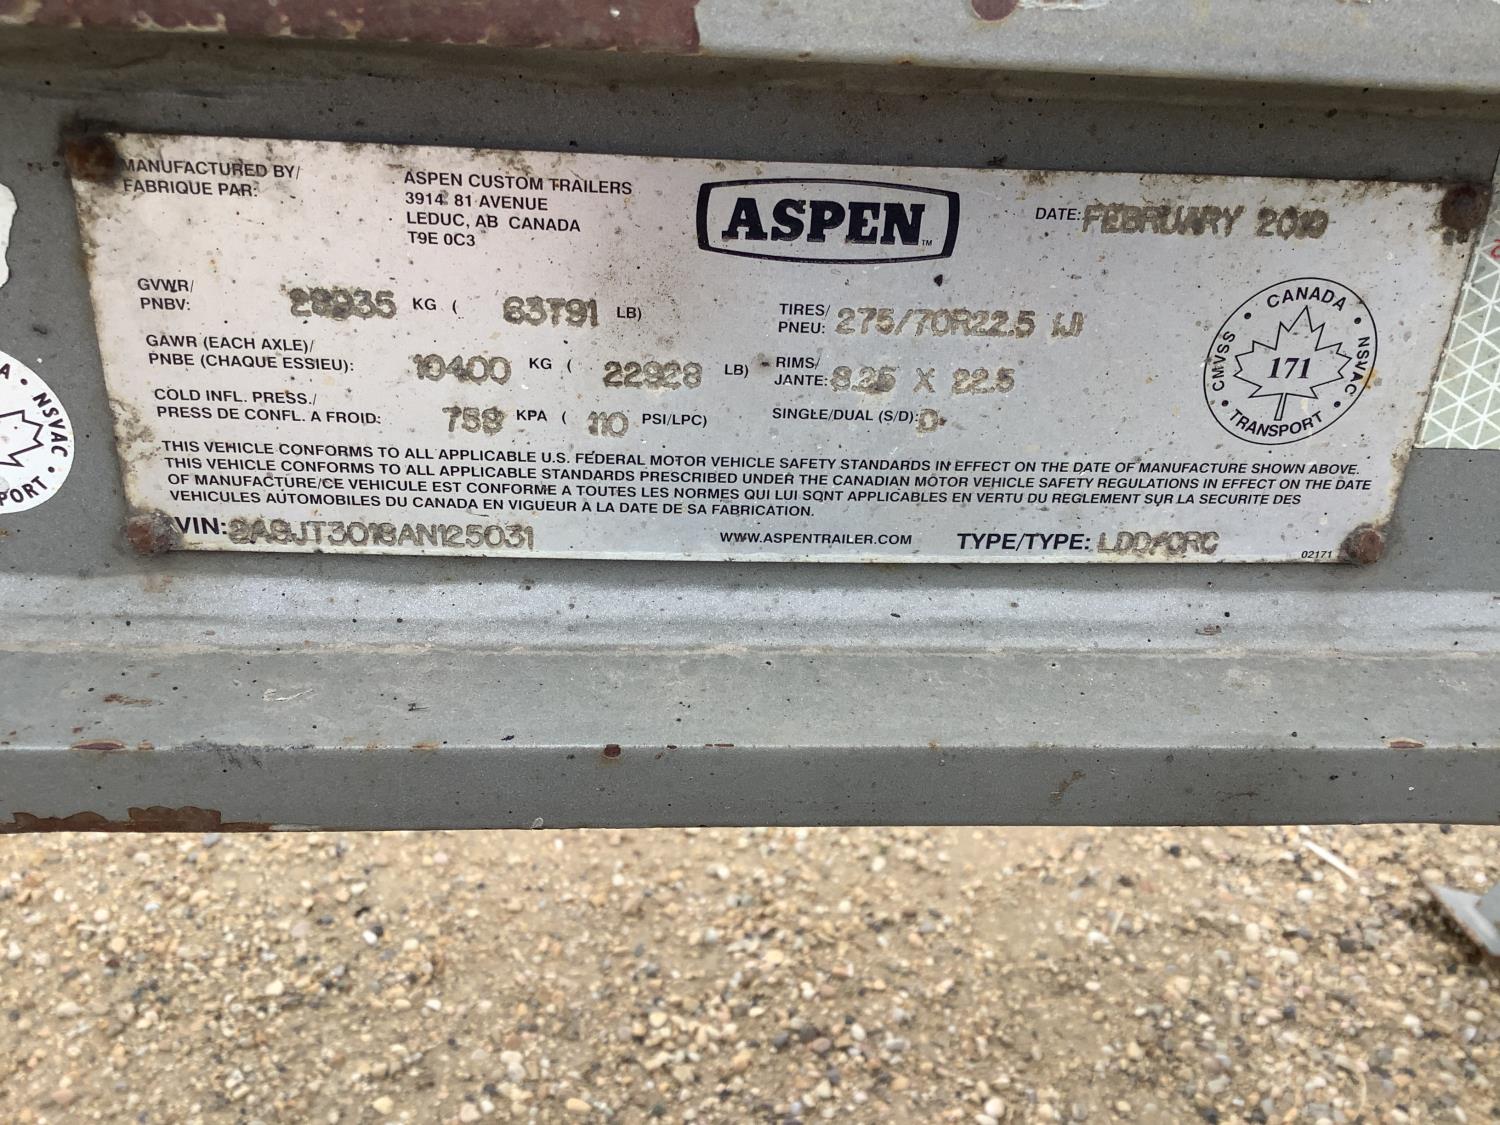 MANUFACTURED BY/
FABRIQUE PAR:
ASPEN CUSTOM TRAILERS
3914 81 AVENUE
LEDUC, AB CANADA
T9E 0C3
ASPEN TM
DATE: FEBRUARY
GVWR/
PNBV: 28935 KG ( 63791 LB)
GAWR (EACH AXLE)/
PNBE (CHAQUE ESSIEU): 10400 KG ( 22928 LB)
COLD INFL. PRESS./
PRESS DE CONFL. A FROID: 758 KPA ( 110 PSI/LPC)
TIRES/
PNEU: 275/70R22.5 (J)
RIMS/
JANTE: 8.25 X 22.5
SINGLE/DUAL (S/D): D
CANADA
CMVSS NSVAC
171
TRANSPORT
THIS VEHICLE CONFORMS TO ALL APPLICABLE U.S. FEDERAL MOTOR VEHICLE SAFETY STANDARDS IN EFFECT ON THE DATE OF MANUFACTURE SHOWN ABOVE.
THIS VEHICLE CONFORMS TO ALL APPLICABLE STANDARDS PRESCRIBED UNDER THE CANADIAN MOTOR VEHICLE SAFETY REGULATIONS IN EFFECT ON THE DATE
OF MANUFACTURE/CE VEHICULE EST CONFORME A TOUTES LES NORMES QUI LUI SONT APPLICABLES EN VERTU DU REGLEMENT SUR LA SECURITE DES
VEHICULES AUTOMOBILES DU CANADA EN VIGUEUR A LA DATE DE SA FABRICATION.
VIN:
WWW.ASPENTRAILER.COM
TYPE/TYPE:
02171
NSVAC